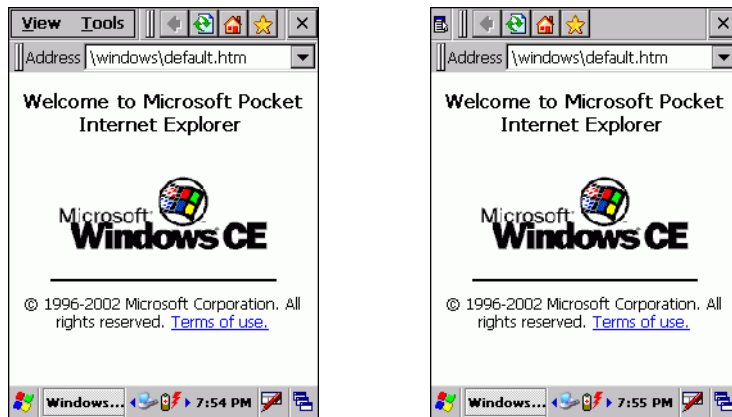 View Tools
Address \windows\default.htm
Welcome to Microsoft Pocket
Internet Explorer
Microsoft
Windows CE
© 1996-2002 Microsoft Corporation. All
rights reserved. Terms of use.
Windows... 7:54 PM
Address \windows\default.htm
Welcome to Microsoft Pocket
Internet Explorer
Microsoft
Windows CE
© 1996-2002 Microsoft Corporation. All
rights reserved. Terms of use.
Windows... 7:55 PM